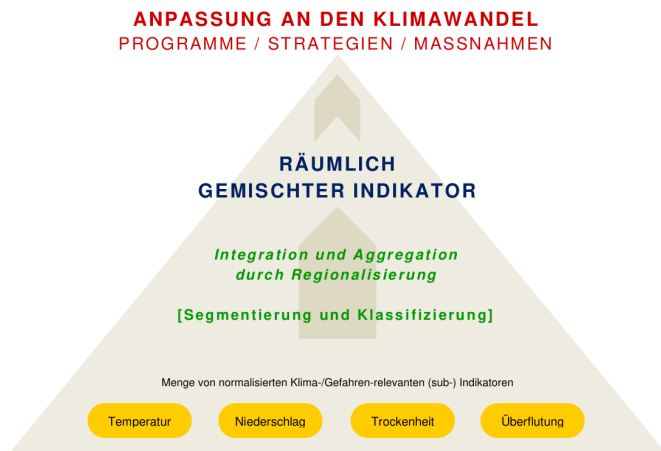 ANPASSUNG AN DEN KLIMAWANDEL
PROGRAMME / STRATEGIEN / MASSNAHMEN
RÄUMLICH
GEMISCHTER INDIKATOR
Integration und Aggregation
durch Regionalisierung
[Segmentierung und Klassifizierung]
Menge von normalisierten Klima-/Gefahren-relevanten (sub-) Indikatoren
Temperatur
Niederschlag
Trockenheit
Überflutung